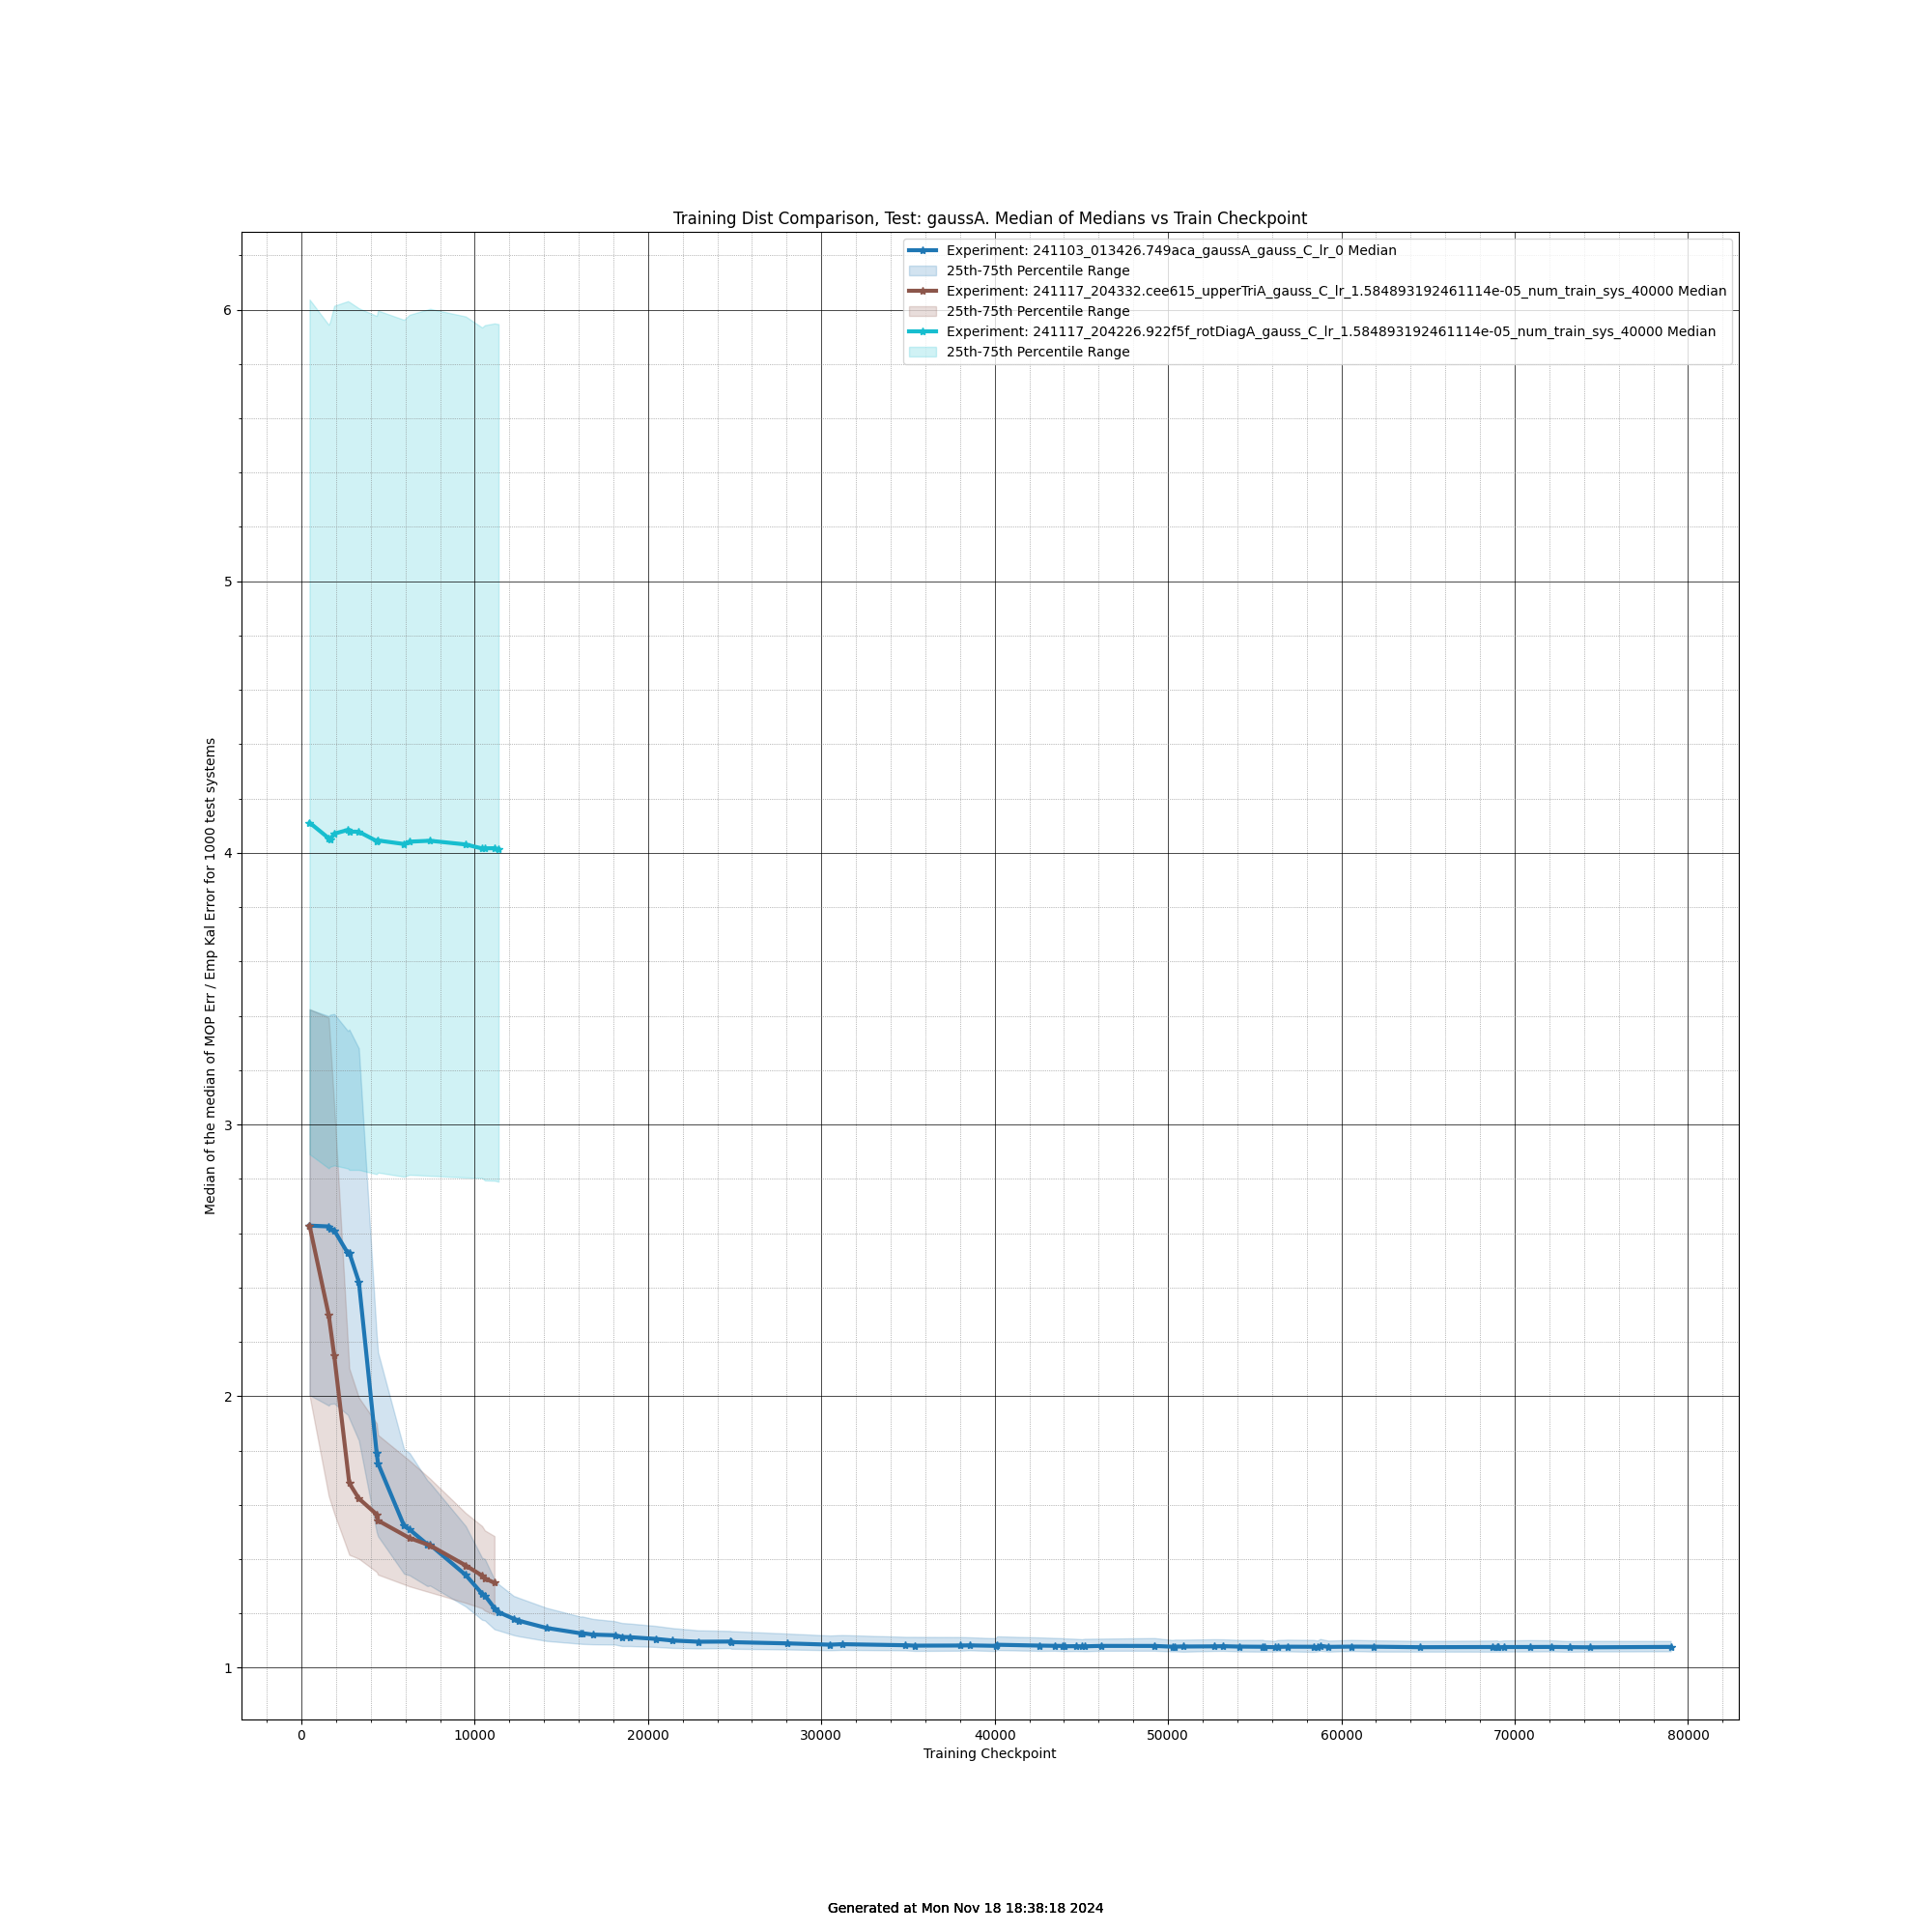 Training Dist Comparison, Test: gaussA. Median of Medians vs Train Checkpoint
Experiment: 241103_013426.749aca_gaussA_gauss_C_lr_0 Median
25th-75th Percentile Range
Experiment: 241117_204332.cee615_upperTriA_gauss_C_lr_1.584893192461114e-05_num_train_sys_40000 Median
25th-75th Percentile Range
Experiment: 241117_204226.922f5f_rotDiagA_gauss_C_lr_1.584893192461114e-05_num_train_sys_40000 Median
25th-75th Percentile Range
Median of the median of MOP Err / Emp Kal Error for 1000 test systems
6
5
4
3
2
1
0 10000 20000 30000 40000 50000 60000 70000 80000
Training Checkpoint
Generated at Mon Nov 18 18:38:18 2024